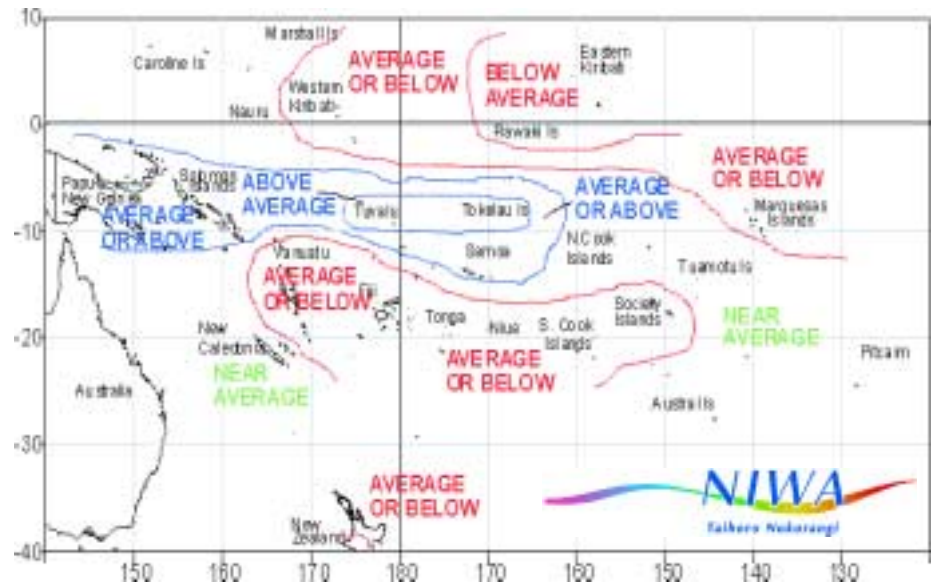 10
Marshall Is
Caroline Is
AVERAGE
OR BELOW
Eastern
Kiribati
Western
Kiribati
BELOW
AVERAGE
Nauru
0
Rawaki Is
AVERAGE
OR BELOW
Papua
New Guinea
Solomon
Islands
ABOVE
AVERAGE
AVERAGE
OR ABOVE
AVERAGE
OR ABOVE
Tuvalu
Tokelau Is
Marquesas
Islands
-10
Vanuatu
Samoa
N.Cook
Islands
Tuamotu Is
AVERAGE
OR BELOW
Fiji
Tonga
Niue
S. Cook
Islands
Society
Islands
NEAR
AVERAGE
-20
New
Caledonia
AVERAGE
OR BELOW
Pitcairn
NEAR
AVERAGE
Australia
Austral Is
-30
AVERAGE
OR BELOW
NIWA
Taihoro Nukurangi
New
Zealand
-40
150
160
170
180
170
160
150
140
130